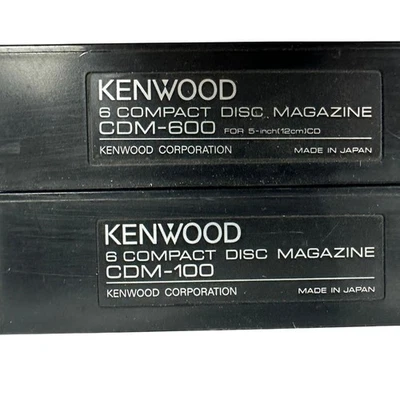 KENWOOD
6 COMPACT DISC MAGAZINE
CDM-600 FOR 5-inch(12cm)CD
KENWOOD CORPORATION MADE IN JAPAN
KENWOOD
6 COMPACT DISC MAGAZINE
CDM-100
KENWOOD CORPORATION MADE IN JAPAN